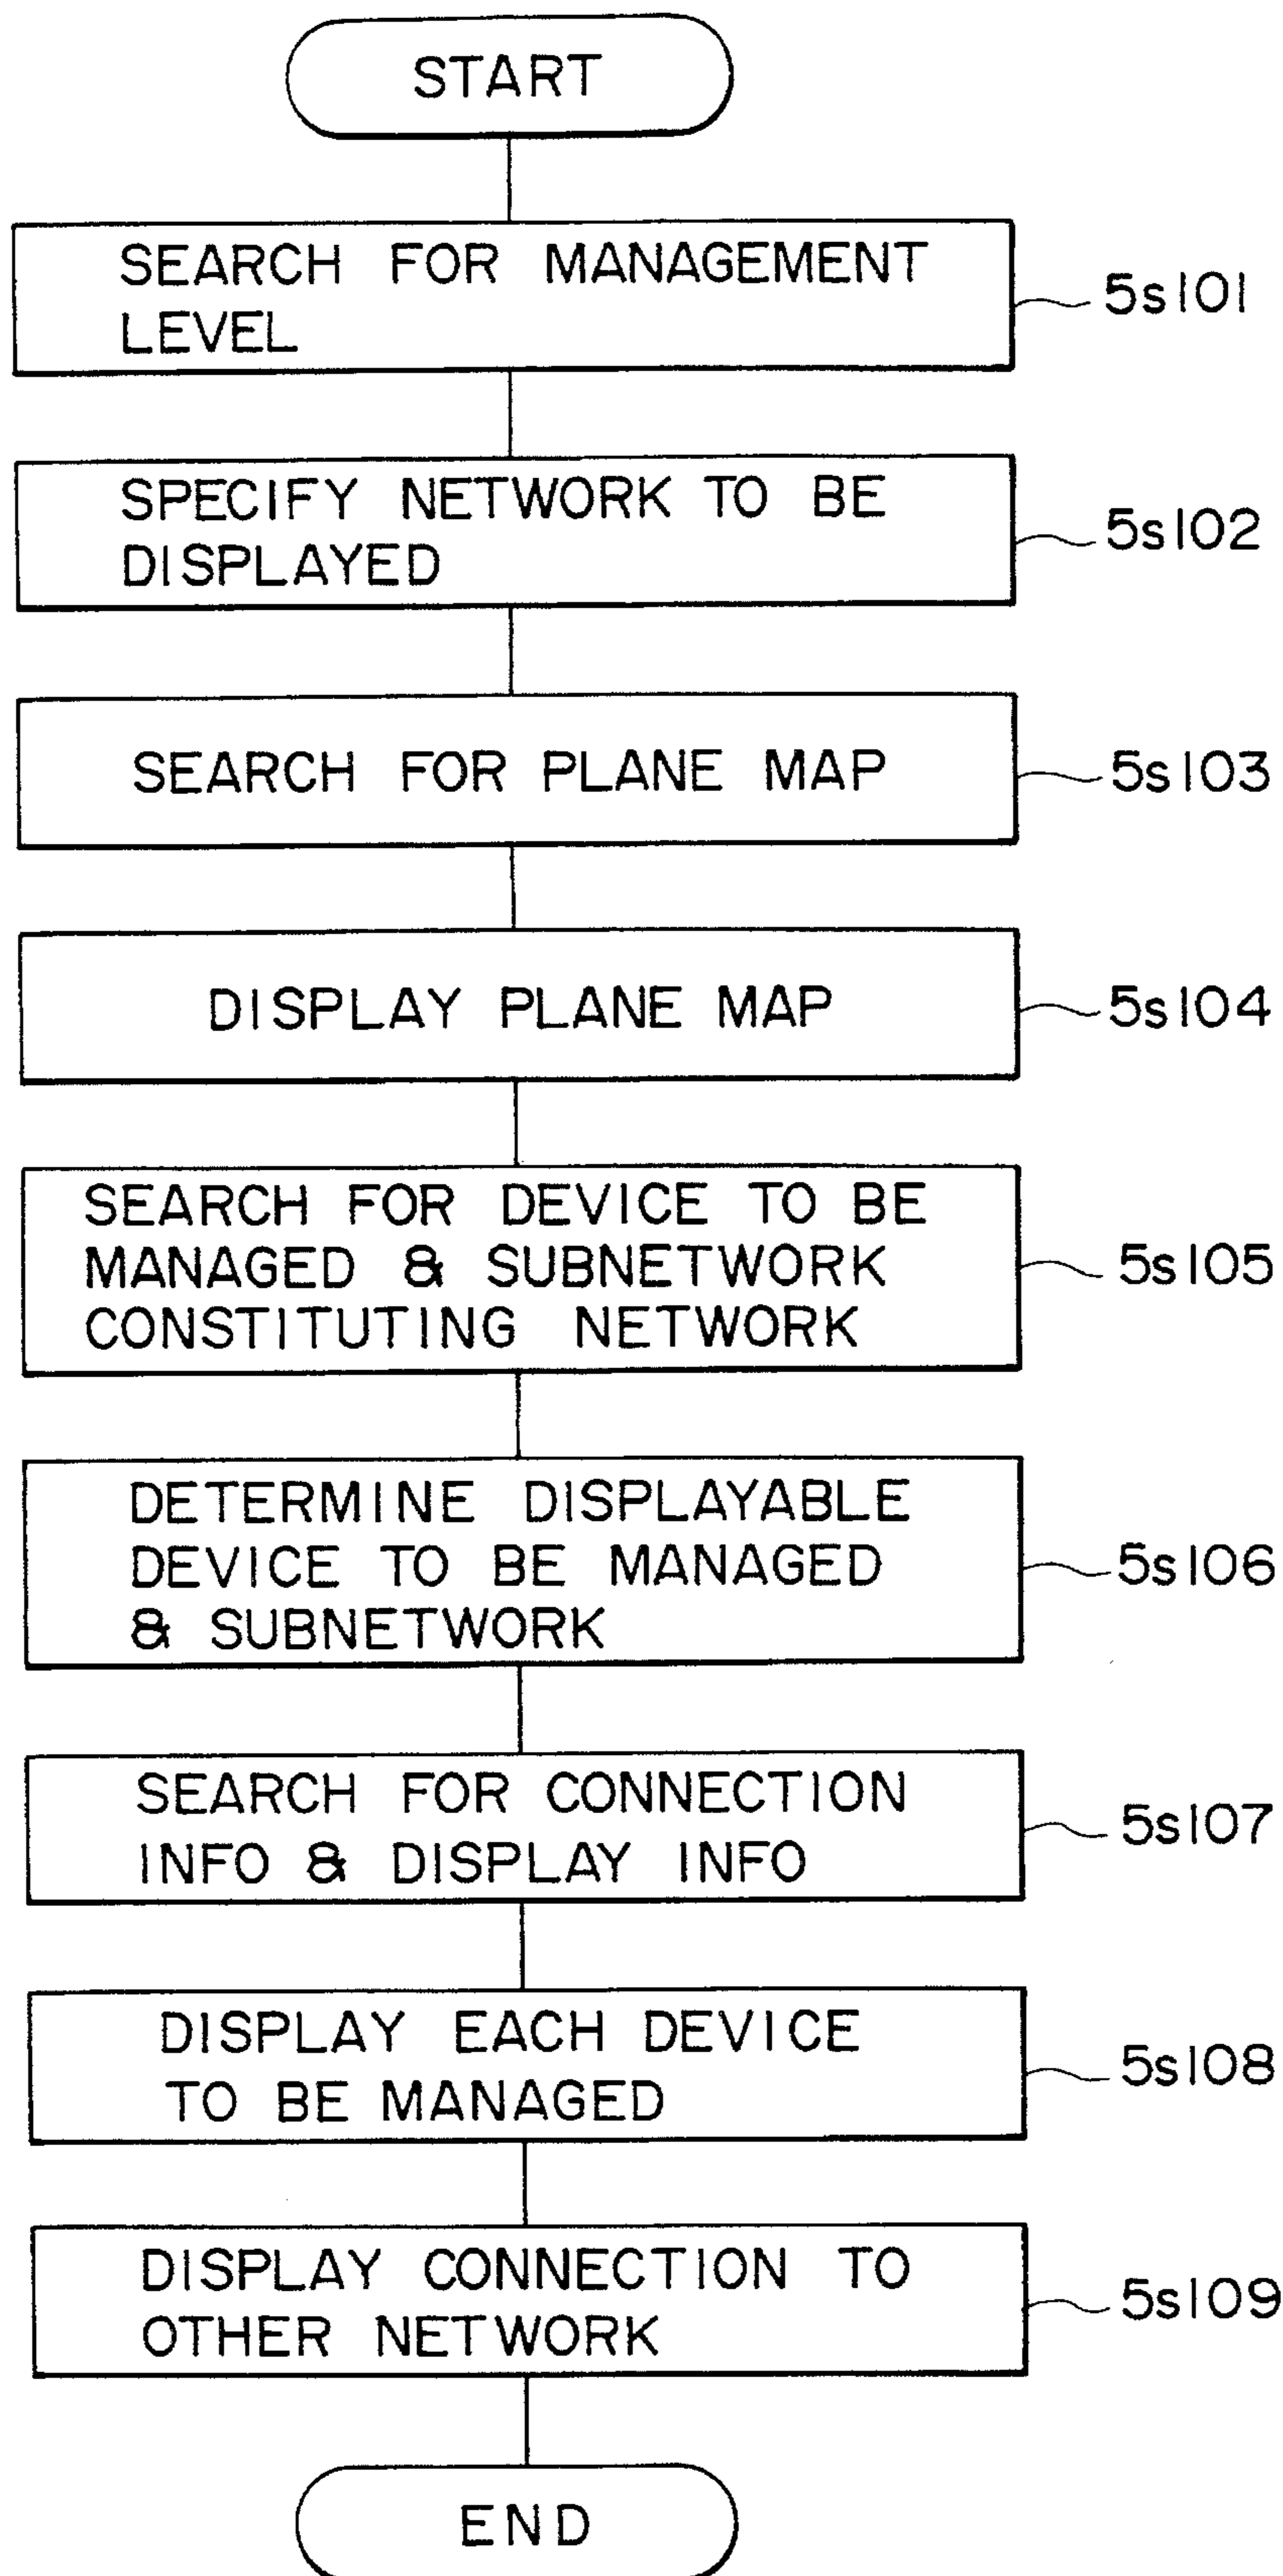 START
SEARCH FOR MANAGEMENT
LEVEL
5s101
SPECIFY NETWORK TO BE
DISPLAYED
5s102
SEARCH FOR PLANE MAP
5s103
DISPLAY PLANE MAP
5s104
SEARCH FOR DEVICE TO BE
MANAGED & SUBNETWORK
CONSTITUTING NETWORK
5s105
DETERMINE DISPLAYABLE
DEVICE TO BE MANAGED
& SUBNETWORK
5s106
SEARCH FOR CONNECTION
INFO & DISPLAY INFO
5s107
DISPLAY EACH DEVICE
TO BE MANAGED
5s108
DISPLAY CONNECTION TO
OTHER NETWORK
5s109
END